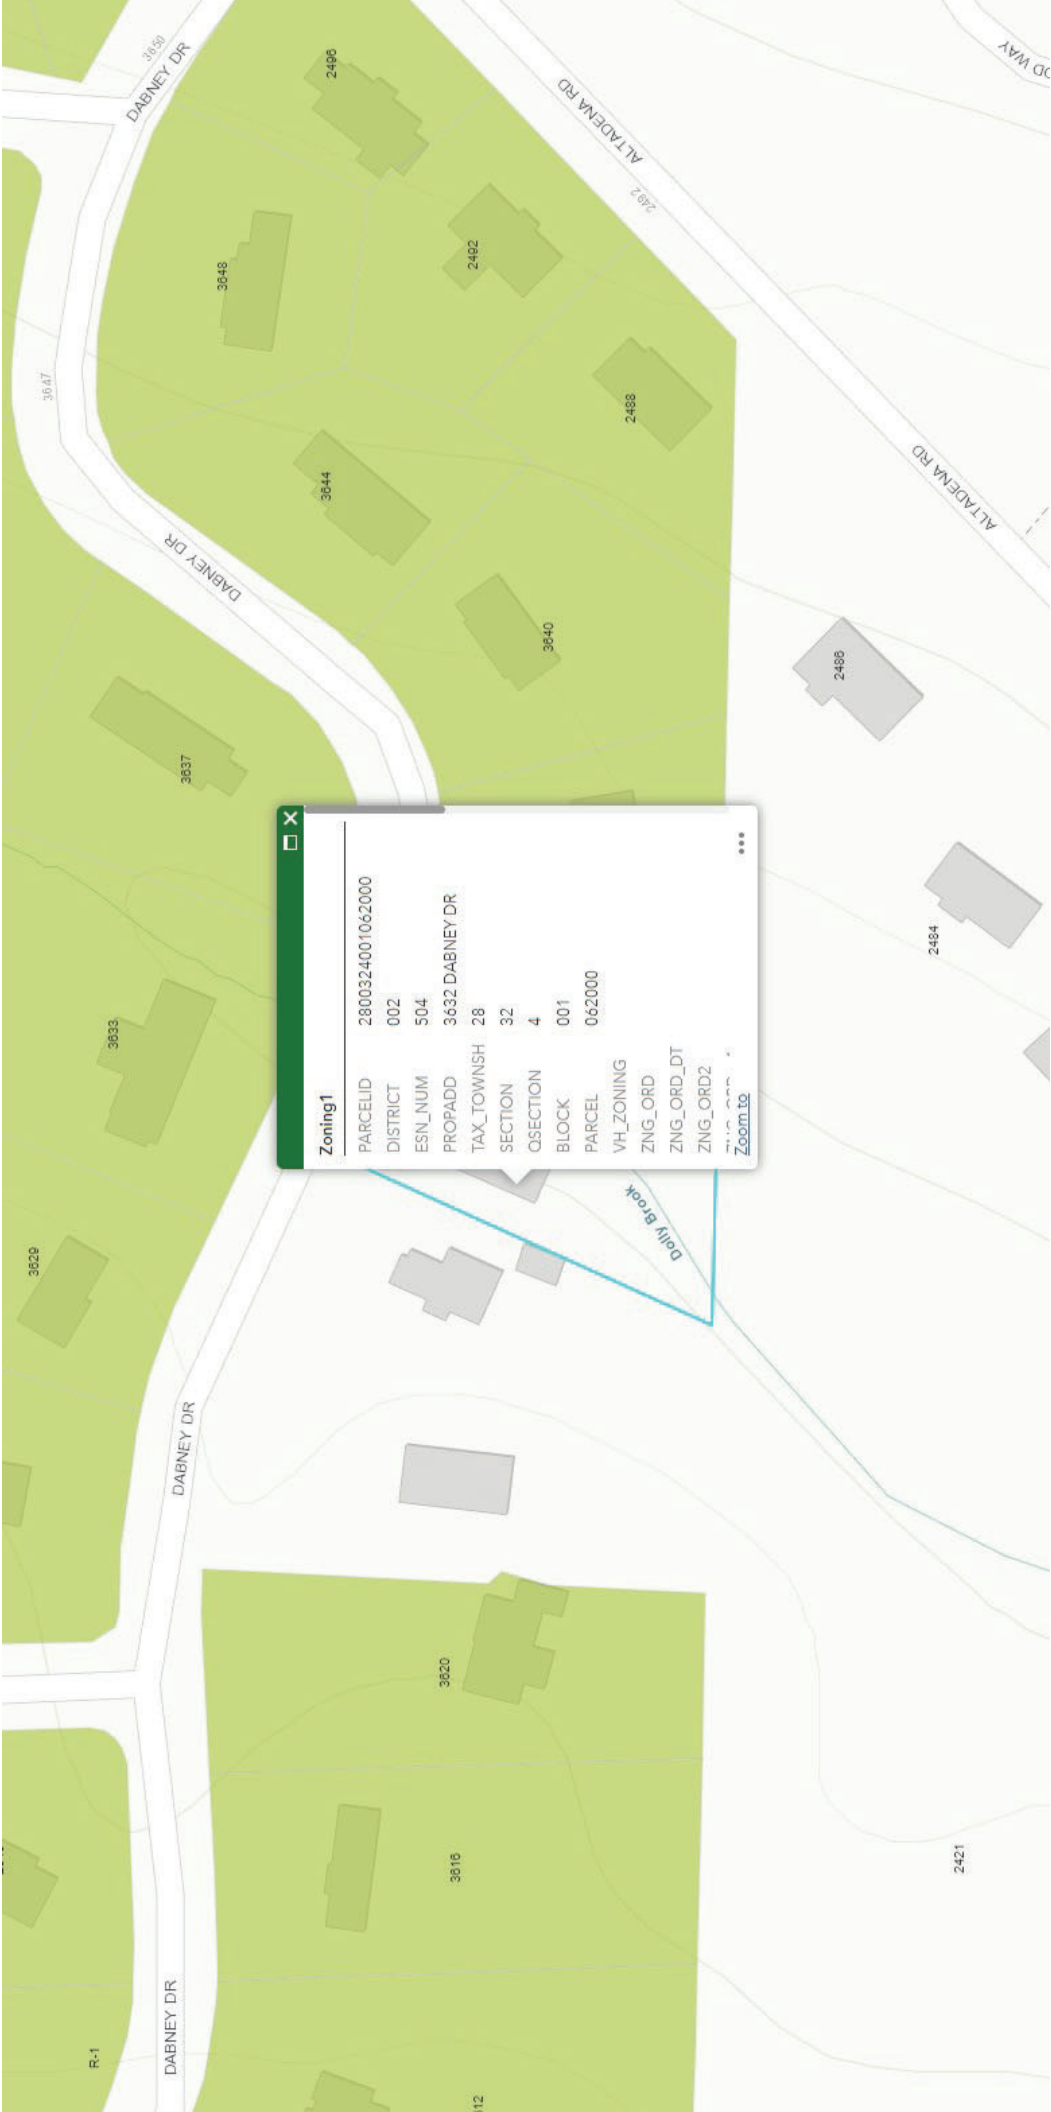 3650
DABNEY DR
2496
ALTADENA RD
2492
2492
3648
3647
2488
3644
ALTADENA RD
DABNEY DR
3640
2486
3637
2484
3633
Zoning1
PARCELID 2800324001062000
DISTRICT 002
ESN_NUM 504
PROPADD 3632 DABNEY DR
TAX_TOWNSH 28
SECTION 32
QSECTION 4
BLOCK 001
PARCEL 062000
VH_ZONING
ZNG_ORD
ZNG_ORD_DT
ZNG_ORD2
Zoom to
Dolly Brook
3629
DABNEY DR
3620
3616
2421
R-1
DABNEY DR
12